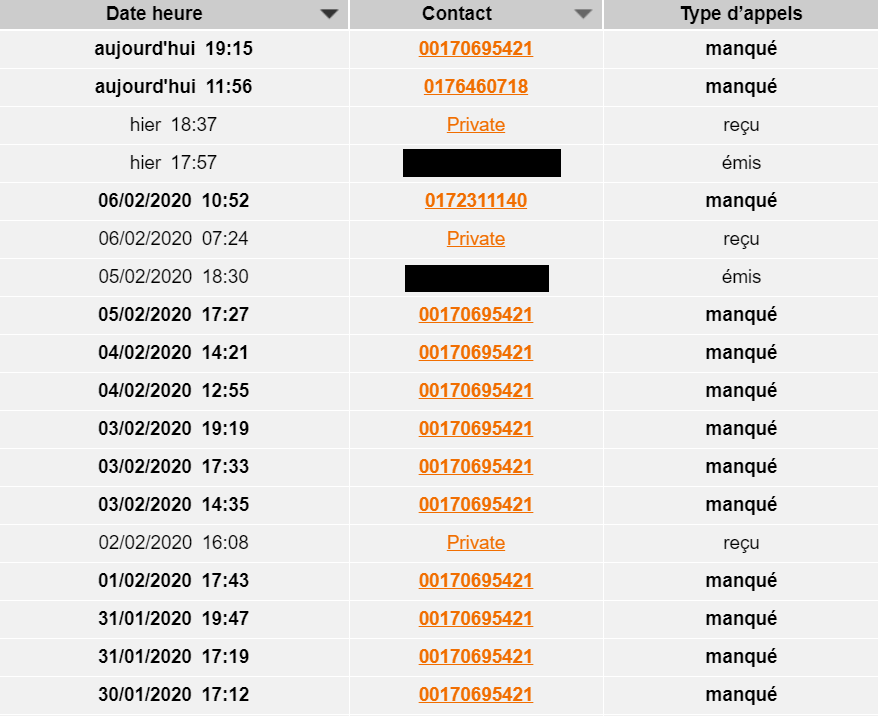 Date heure Contact Type d’appels
aujourd'hui 19:15 00170695421 manqué
aujourd'hui 11:56 0176460718 manqué
hier 18:37 Private reçu
hier 17:57 émis
06/02/2020 10:52 0172311140 manqué
06/02/2020 07:24 Private reçu
05/02/2020 18:30 émis
05/02/2020 17:27 00170695421 manqué
04/02/2020 14:21 00170695421 manqué
04/02/2020 12:55 00170695421 manqué
03/02/2020 19:19 00170695421 manqué
03/02/2020 17:33 00170695421 manqué
03/02/2020 14:35 00170695421 manqué
02/02/2020 16:08 Private reçu
01/02/2020 17:43 00170695421 manqué
31/01/2020 19:47 00170695421 manqué
31/01/2020 17:19 00170695421 manqué
30/01/2020 17:12 00170695421 manqué